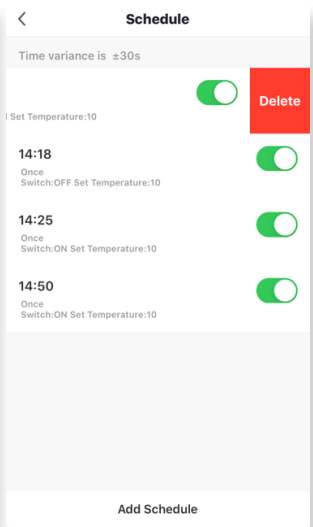 Schedule
Time variance is ±30s
Delete
Set Temperature:10
14:18
Once
Switch:OFF Set Temperature:10
14:25
Once
Switch:ON Set Temperature:10
14:50
Once
Switch:ON Set Temperature:10
Add Schedule